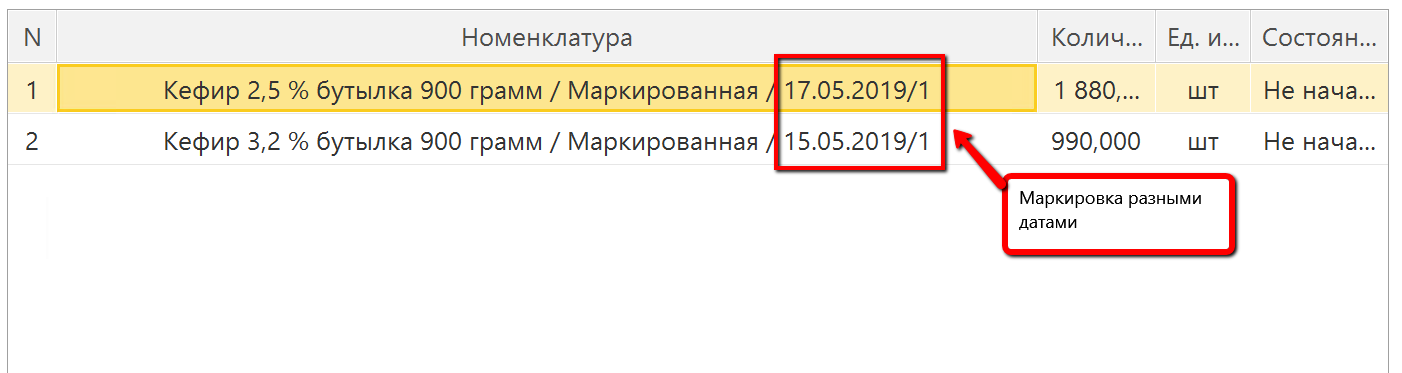 N Номенклатура Колич... Ед. и... Состоян...
1 Кефир 2,5 % бутылка 900 грамм / Маркированная / 17.05.2019/1 1 880,... шт Не нача...
2 Кефир 3,2 % бутылка 900 грамм / Маркированная / 15.05.2019/1 990,000 шт Не нача...
Маркировка разными
датами